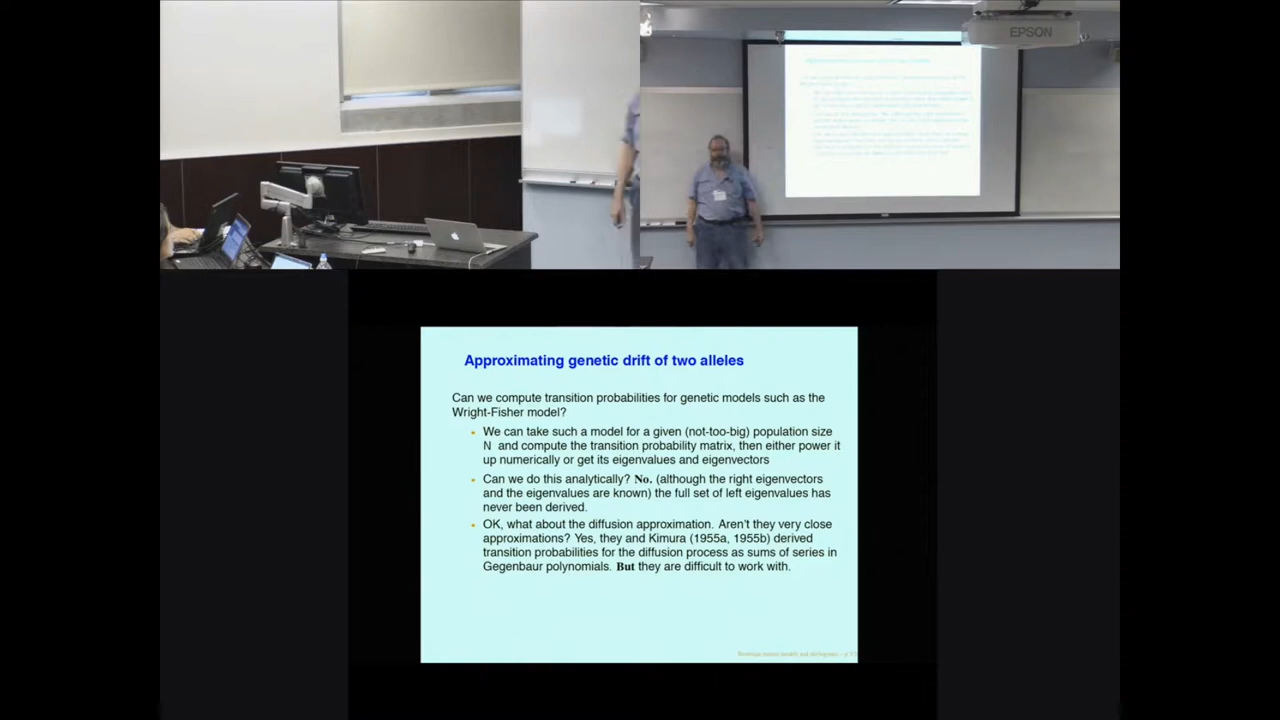 EPSON
Approximating genetic drift of two alleles
Can we compute transition probabilities for genetic models such as the
Wright-Fisher model?
We can take such a model for a given (not-too-big) population size
N and compute the transition probability matrix, then either power it
up numerically or get its eigenvalues and eigenvectors
Can we do this analytically? No. (although the right eigenvectors
and the eigenvalues are known) the full set of left eigenvalues has
never been derived.
OK, what about the diffusion approximation. Aren't they very close
approximations? Yes, they and Kimura (1955a, 1955b) derived
transition probabilities for the diffusion process as sums of series in
Gegenbaur polynomials. But they are difficult to work with.